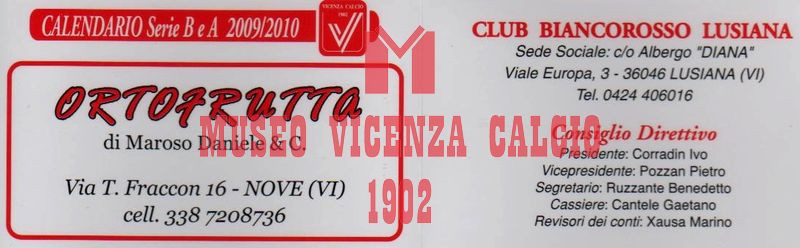 CALENDARIO Serie B e A 2009/2010
VICENZA CALCIO
1902
ORTOFRUTTA
di Maroso Daniele & C.
Via T. Fraccon 16 - NOVE (VI)
cell. 338 7208736
CLUB BIANCOROSSO LUSIANA
Sede Sociale: c/o Albergo "DIANA"
Viale Europa, 3 - 36046 LUSIANA (VI)
Tel. 0424 406016
Consiglio Direttivo
Presidente: Corradin Ivo
Vicepresidente: Pozzan Pietro
Segretario: Ruzzante Benedetto
Cassiere: Cantele Gaetano
Revisori dei conti: Xausa Marino
M
MUSEO VICENZA CALCIO
1902